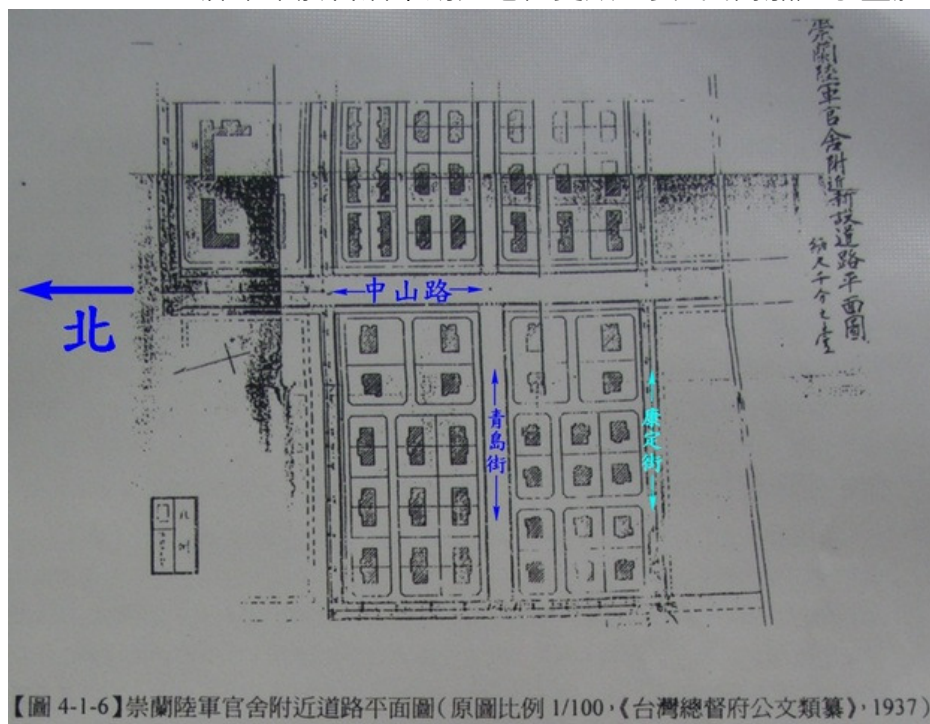 崇蘭陸軍官舍附近新設道路平面圖
縮尺千分之壹
中山路
北
青島街
康定街
凡例
【圖 4-1-6】崇蘭陸軍官舍附近道路平面圖(原圖比例 1/100,《台灣總督府公文類纂》,1937)